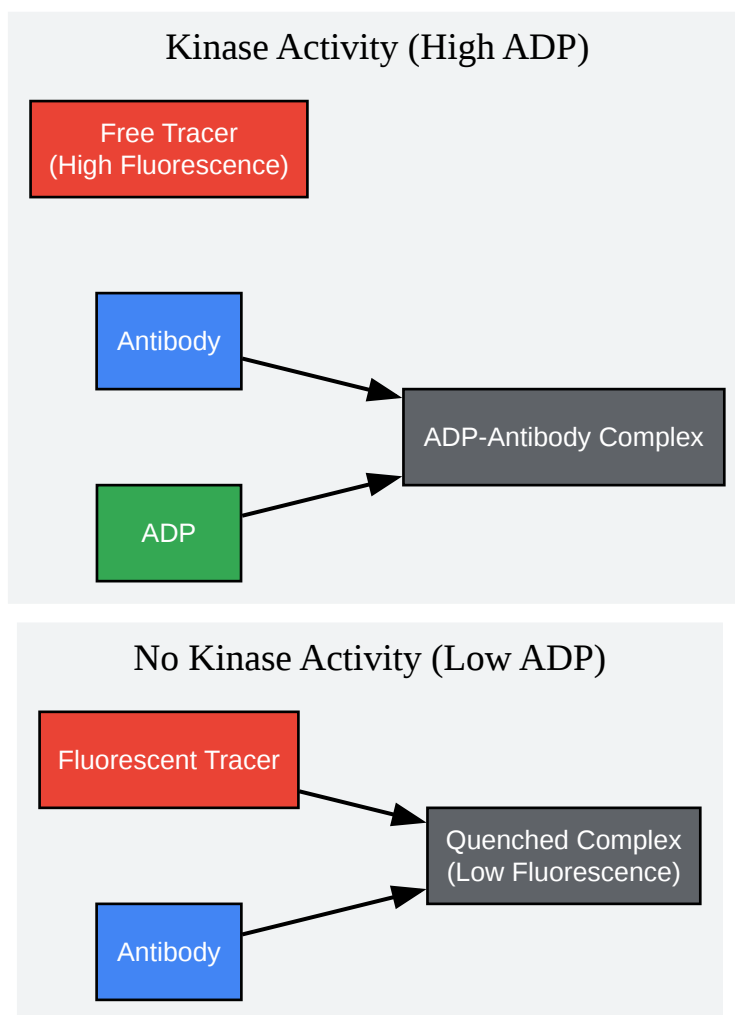 Kinase Activity (High ADP)
Free Tracer
(High Fluorescence)
Antibody
ADP-Antibody Complex
ADP
No Kinase Activity (Low ADP)
Fluorescent Tracer
Quenched Complex
(Low Fluorescence)
Antibody